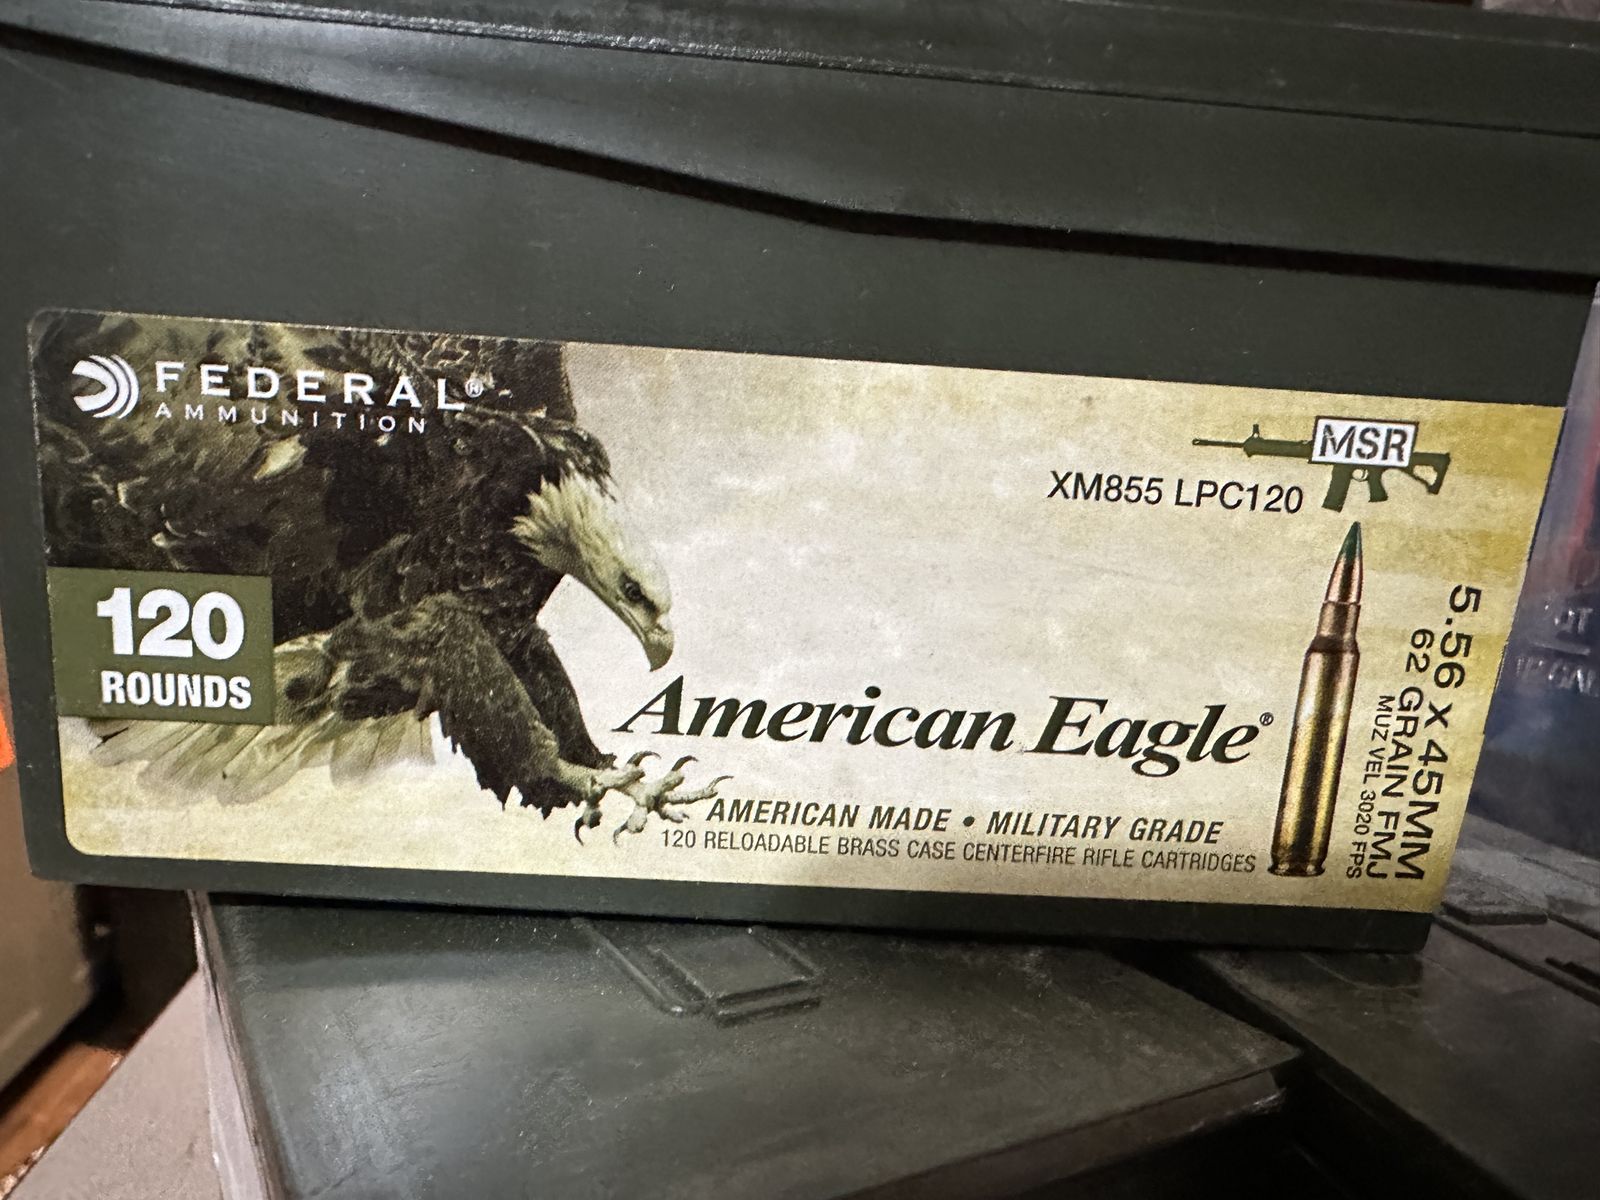 FEDERAL®
AMMUNITION
120
ROUNDS
MSR
XM855 LPC120
American Eagle®
AMERICAN MADE • MILITARY GRADE
120 RELOADABLE BRASS CASE CENTERFIRE RIFLE CARTRIDGES
5.56 x 45MM
62 GRAIN FMJ
MUZ VEL 3020 FPS